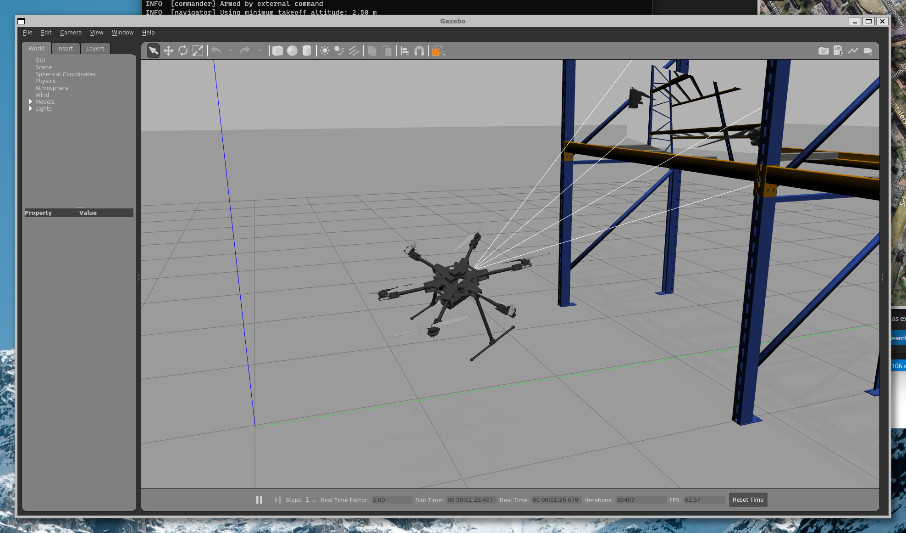 INFO [commander] Armed by external command
INFO [navigator] Using minimum takeoff altitude: 2.50 m
Gazebo
File Edit Camera View Window Help
World Insert Layers
GUI
Scene
Spherical Coordinates
Physics
Atmosphere
Wind
Models
Lights
Property Value
Steps: 1 Real Time Factor: 1.00 Sim Time: 00 00:01:25.407 Real Time: 00 00:01:26.679 Iterations: 85407 FPS: 62.57 Reset Time